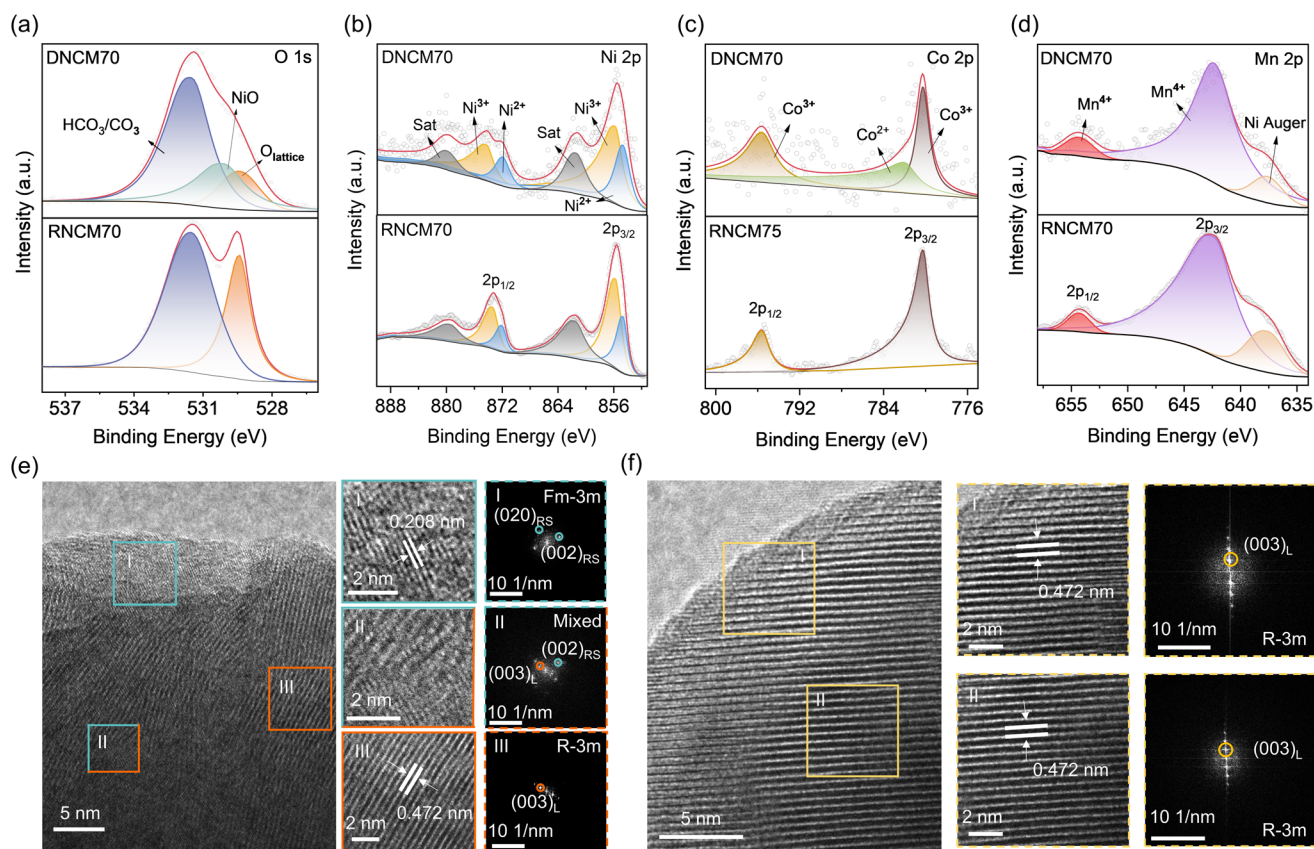 (a)
DNCM70
O 1s
NiO
HCO₃/CO₃
O_lattice
RNCM70
Intensity (a.u.)
537
534
531
528
Binding Energy (eV)
(b)
DNCM70
Ni 2p
Sat
Ni³⁺
Ni²⁺
Sat
Ni³⁺
Ni²⁺
RNCM70
2p₃/₂
2p₁/₂
Intensity (a.u.)
888
880
872
864
856
Binding Energy (eV)
(c)
DNCM70
Co 2p
Co³⁺
Co²⁺
Co³⁺
RNCM75
2p₃/₂
2p₁/₂
Intensity (a.u.)
800
792
784
776
Binding Energy (eV)
(d)
DNCM70
Mn 2p
Mn⁴⁺
Mn⁴⁺
Ni Auger
RNCM70
2p₃/₂
2p₁/₂
Intensity (a.u.)
655
650
645
640
635
Binding Energy (eV)
(e)
I
II
III
5 nm
I
0.208 nm
2 nm
I
Fm-3m
(020)RS
(002)RS
10 1/nm
II
2 nm
II
Mixed
(002)RS
(003)L
10 1/nm
III
0.472 nm
2 nm
III
R-3m
(003)L
10 1/nm
(f)
I
II
5 nm
I
0.472 nm
2 nm
(003)L
10 1/nm
R-3m
II
0.472 nm
2 nm
(003)L
10 1/nm
R-3m